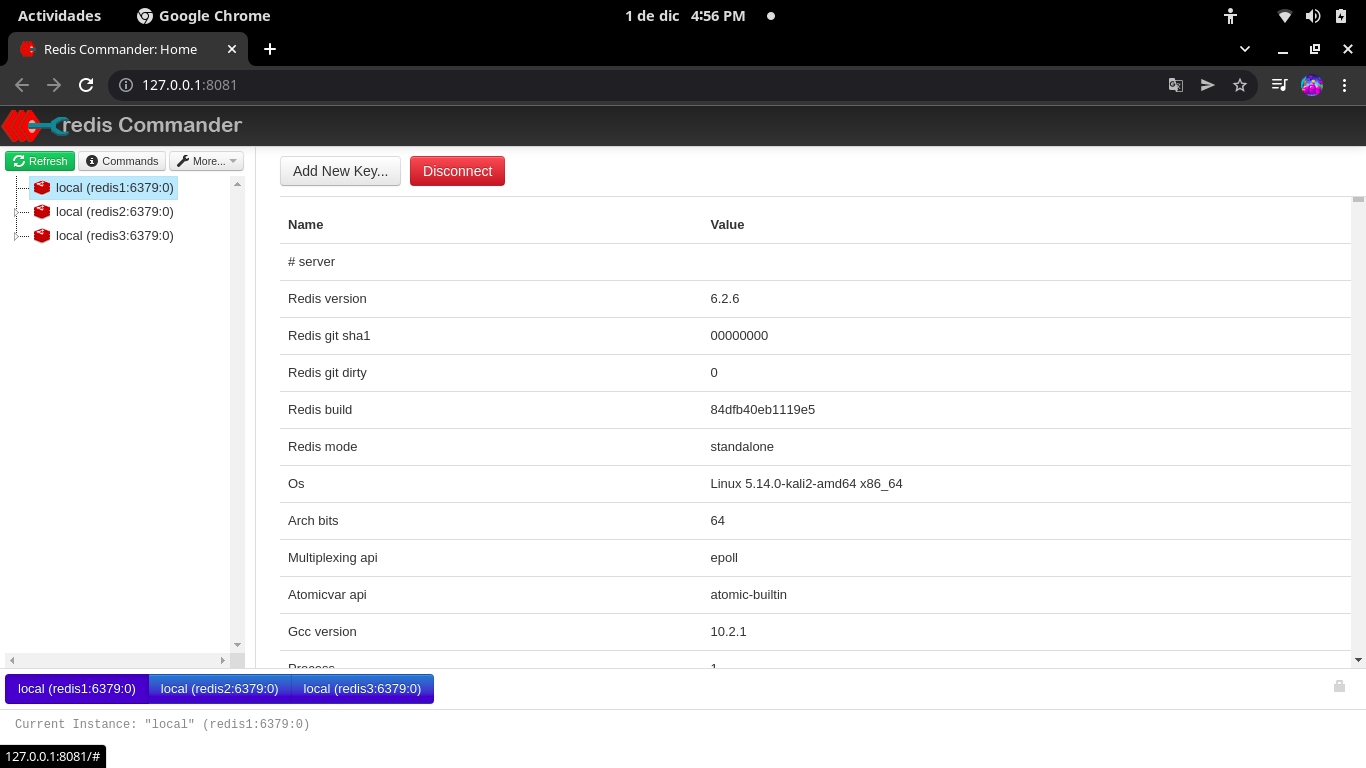 Actividades Google Chrome 1 de dic 4:56 PM
Redis Commander: Home
127.0.0.1:8081
redis Commander
Refresh Commands More...
local (redis1:6379:0)
local (redis2:6379:0)
local (redis3:6379:0)
Add New Key... Disconnect
Name Value
# server
Redis version 6.2.6
Redis git sha1 00000000
Redis git dirty 0
Redis build 84dfb40eb1119e5
Redis mode standalone
Os Linux 5.14.0-kali2-amd64 x86_64
Arch bits 64
Multiplexing api epoll
Atomicvar api atomic-builtin
Gcc version 10.2.1
Process 1
local (redis1:6379:0) local (redis2:6379:0) local (redis3:6379:0)
Current Instance: "local" (redis1:6379:0)
127.0.0.1:8081/#